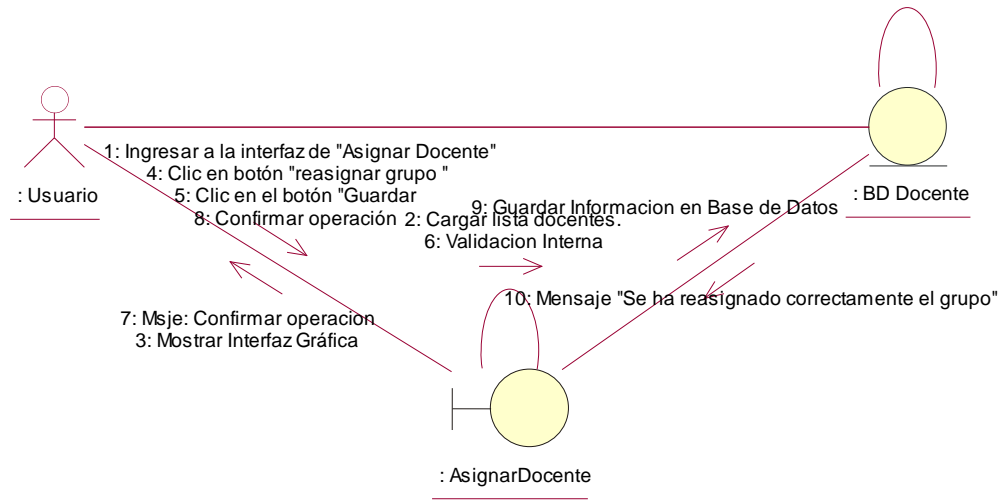 1: Ingresar a la interfaz de "Asignar Docente"
4: Clic en botón "reasignar grupo "
: Usuario
5: Clic en el botón "Guardar
: BD Docente
9: Guardar Informacion en Base de Datos
8: Confirmar operación
2: Cargar lista docentes.
6: Validacion Interna
10: Mensaje "Se ha reasignado correctamente el grupo"
7: Msje: Confirmar operacion
3: Mostrar Interfaz Gráfica
: AsignarDocente